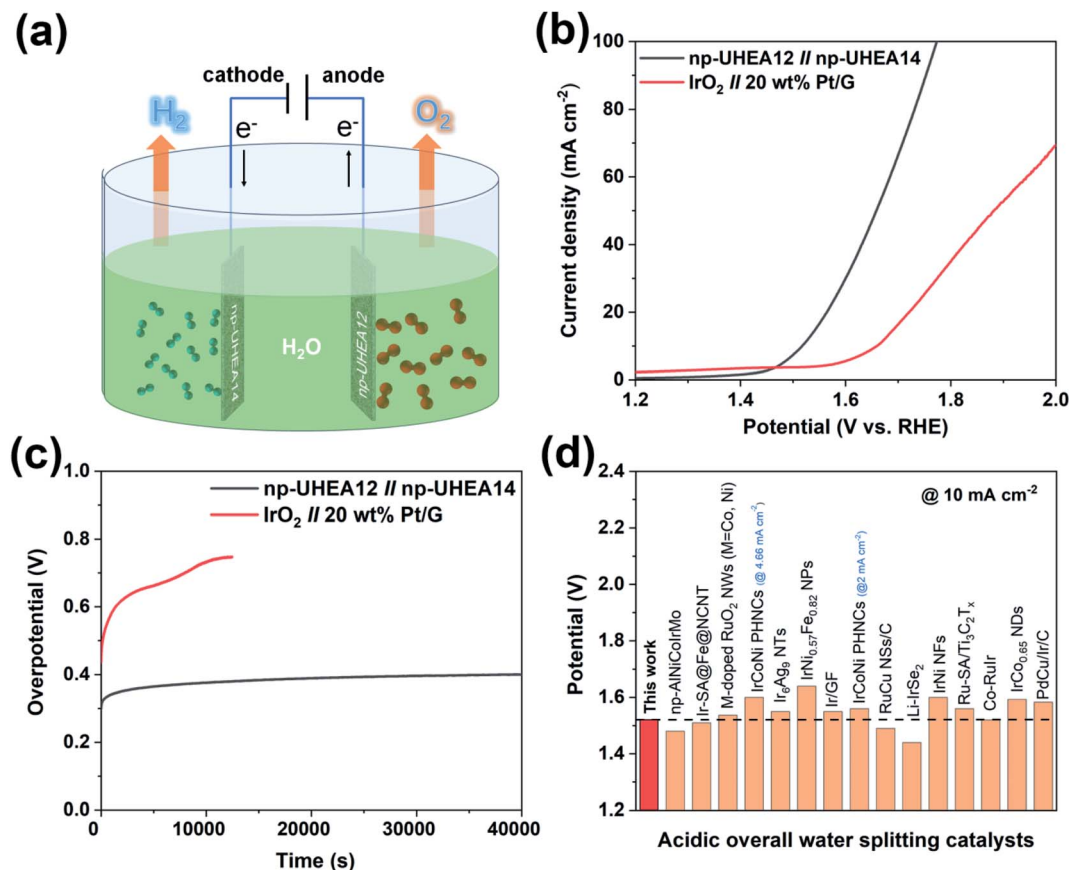 (a)
cathode
anode
e-
e-
H2
O2
np-UHEA14
H2O
np-UHEA12
(b)
np-UHEA12 // np-UHEA14
IrO2 // 20 wt% Pt/G
Current density (mA cm-2)
100
80
60
40
20
0
1.2
1.4
1.6
1.8
2.0
Potential (V vs. RHE)
(c)
np-UHEA12 // np-UHEA14
IrO2 // 20 wt% Pt/G
Overpotential (V)
1.0
0.8
0.6
0.4
0.2
0.0
0
10000
20000
30000
40000
Time (s)
(d)
@ 10 mA cm-2
Potential (V)
2.4
2.2
2.0
1.8
1.6
1.4
1.2
This work
np-AlNiCoIrMo
Ir-SA@Fe@NCNT
M-doped RuO2 NWs (M=Co, Ni)
IrCoNi PHNCs (@ 4.66 mA cm-2)
Ir6Ag9 NTs
IrNi0.57Fe0.82 NPs
Ir/GF
IrCoNi PHNCs (@2 mA cm-2)
RuCu NSs/C
Li-IrSe2
IrNi NFs
Ru-SA/Ti3C2Tx
Co-RuIr
IrCo0.65 NDs
PdCu/Ir/C
Acidic overall water splitting catalysts